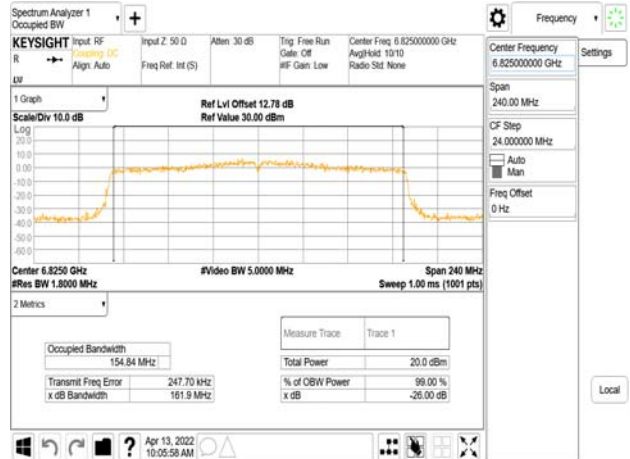 Spectrum Analyzer 1
Occupied BW
Frequency
KEYSIGHT
Input: RF
Coupling: DC
Align: Auto
Input Z: 50 Ω
Freq Ref: Int (S)
Atten: 30 dB
Trig: Free Run
Gate: Off
#IF Gain: Low
Center Freq: 6.825000000 GHz
Avg|Hold: 10/10
Radio Std: None
R
LXI
1 Graph
Scale/Div 10.0 dB
Ref Lvl Offset 12.78 dB
Ref Value 30.00 dBm
Log
20.0
10.0
0.00
-10.0
-20.0
-30.0
-40.0
-50.0
-60.0
Center 6.8250 GHz
#Res BW 1.8000 MHz
#Video BW 5.0000 MHz
Span 240 MHz
Sweep 1.00 ms (1001 pts)
2 Metrics
Measure Trace
Trace 1
Occupied Bandwidth
154.84 MHz
Total Power
20.0 dBm
Transmit Freq Error
247.70 kHz
% of OBW Power
99.00 %
x dB Bandwidth
161.9 MHz
x dB
-26.00 dB
Center Frequency
6.825000000 GHz
Settings
Span
240.00 MHz
CF Step
24.000000 MHz
Auto
Man
Freq Offset
0 Hz
Local
?
Apr 13, 2022
10:05:58 AM